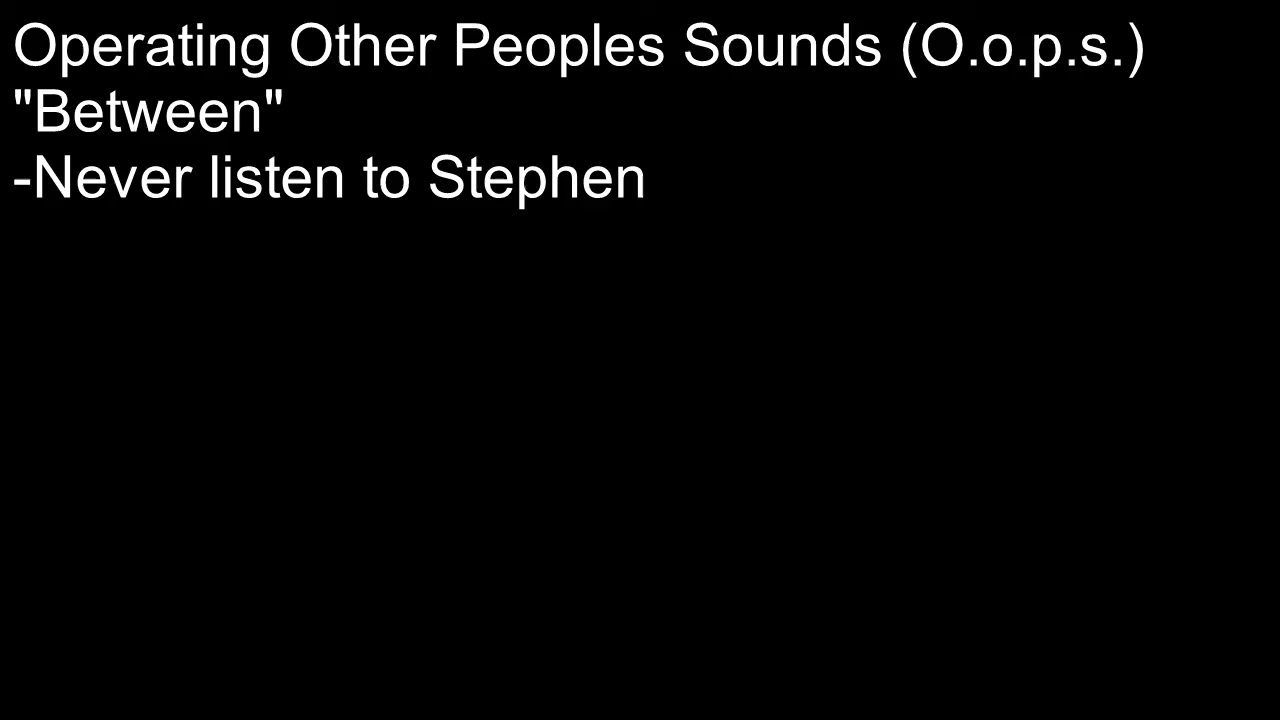 Operating Other Peoples Sounds (O.o.p.s.)
"Between"
-Never listen to Stephen